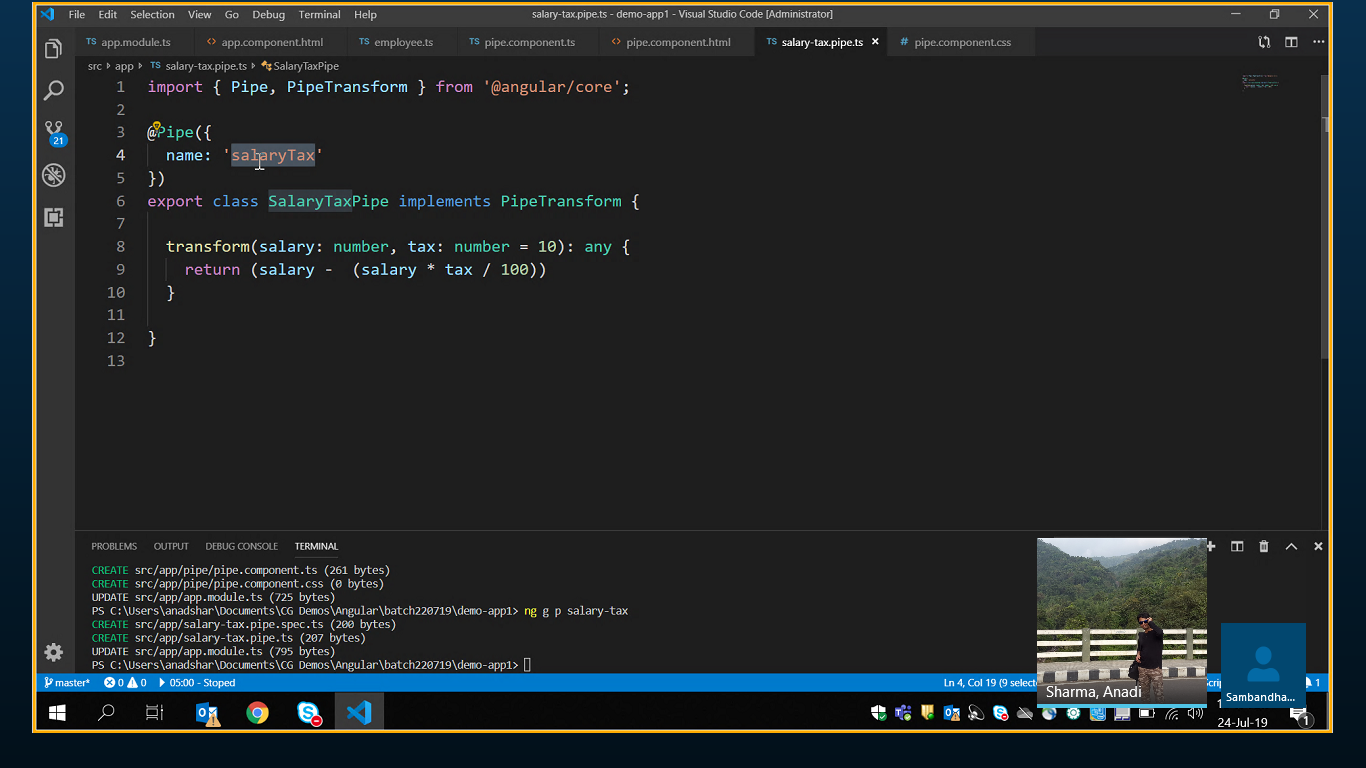 File Edit Selection View Go Debug Terminal Help
salary-tax.pipe.ts - demo-app1 - Visual Studio Code [Administrator]
TS app.module.ts <> app.component.html TS employee.ts TS pipe.component.ts <> pipe.component.html TS salary-tax.pipe.ts # pipe.component.css
src › app › TS salary-tax.pipe.ts › SalaryTaxPipe
1 import { Pipe, PipeTransform } from '@angular/core';
2
3 @Pipe({
4 name: 'salaryTax'
5 })
6 export class SalaryTaxPipe implements PipeTransform {
7
8 transform(salary: number, tax: number = 10): any {
9 return (salary -  (salary * tax / 100))
10 }
11
12 }
13
21
PROBLEMS OUTPUT DEBUG CONSOLE TERMINAL
CREATE src/app/pipe/pipe.component.ts (261 bytes)
CREATE src/app/pipe/pipe.component.css (0 bytes)
UPDATE src/app/app.module.ts (725 bytes)
PS C:\Users\anadshar\Documents\CG Demos\Angular\batch220719\demo-app1> ng g p salary-tax
CREATE src/app/salary-tax.pipe.spec.ts (200 bytes)
CREATE src/app/salary-tax.pipe.ts (207 bytes)
UPDATE src/app/app.module.ts (795 bytes)
PS C:\Users\anadshar\Documents\CG Demos\Angular\batch220719\demo-app1>
master* 0 0 05:00 - Stoped Ln 4, Col 19 (9 selecte 1
Sharma, Anadi
Sambandha...
24-Jul-19
1